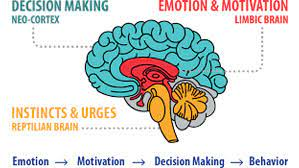 DECISION MAKING
NEO-CORTEX
EMOTION & MOTIVATION
LIMBIC BRAIN
INSTINCTS & URGES
REPTILIAN BRAIN
Emotion → Motivation → Decision Making → Behavior